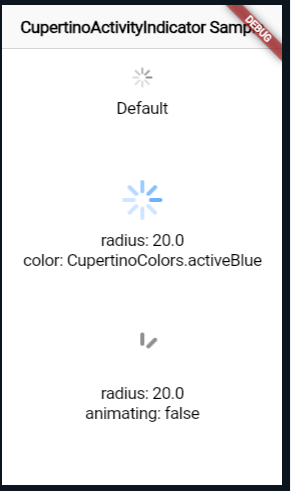 CupertinoActivityIndicator Samp
DEBUG
Default
radius: 20.0
color: CupertinoColors.activeBlue
radius: 20.0
animating: false